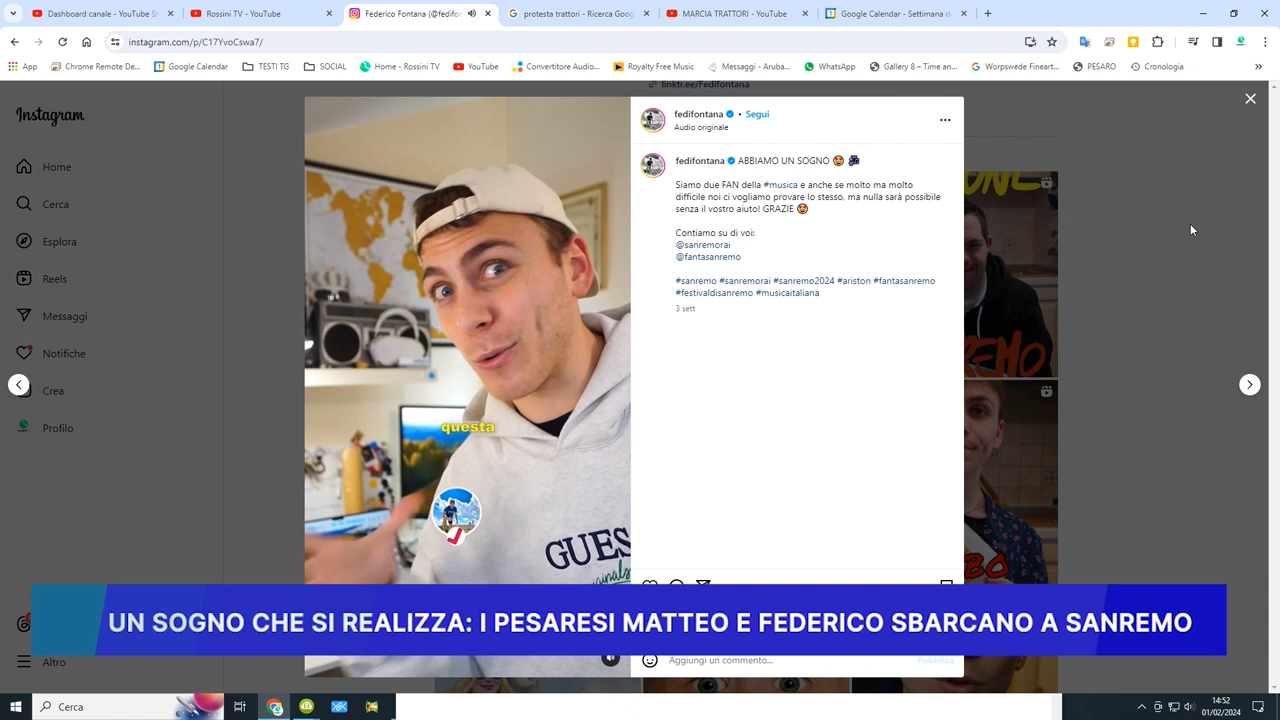 Dashboard canale - YouTube St
Rossini TV - YouTube
Federico Fontana (@fedifon
protesta trattori - Ricerca Goog
MARCIA TRATTORI - YouTube
Google Calendar - Settimana d
instagram.com/p/C17YvoCswa7/
App
Chrome Remote De...
Google Calendar
TESTI TG
SOCIAL
Home - Rossini TV
YouTube
Convertitore Audio...
Royalty Free Music
Messaggi - Aruba...
WhatsApp
Gallery 8 – Time an...
Worpswede Fineart...
PESARO
Cronologia
»
linktr.ee/Fedifontana
Instagram
Home
Cerca
Esplora
Reels
Messaggi
Notifiche
Crea
Profilo
Altro
questa
GUES
iginals
fedifontana • Segui
Audio originale
fedifontana ABBIAMO UN SOGNO
Siamo due FAN della #musica e anche se molto ma molto
difficile noi ci vogliamo provare lo stesso, ma nulla sarà possibile
senza il vostro aiuto! GRAZIE
Contiamo su di voi:
@sanremorai
@fantasanremo
#sanremo #sanremorai #sanremo2024 #ariston #fantasanremo
#festivaldisanremo #musicaitaliana
3 sett
UN SOGNO CHE SI REALIZZA: I PESARESI MATTEO E FEDERICO SBARCANO A SANREMO
Aggiungi un commento...
Pubblica
Cerca
14:52
01/02/2024